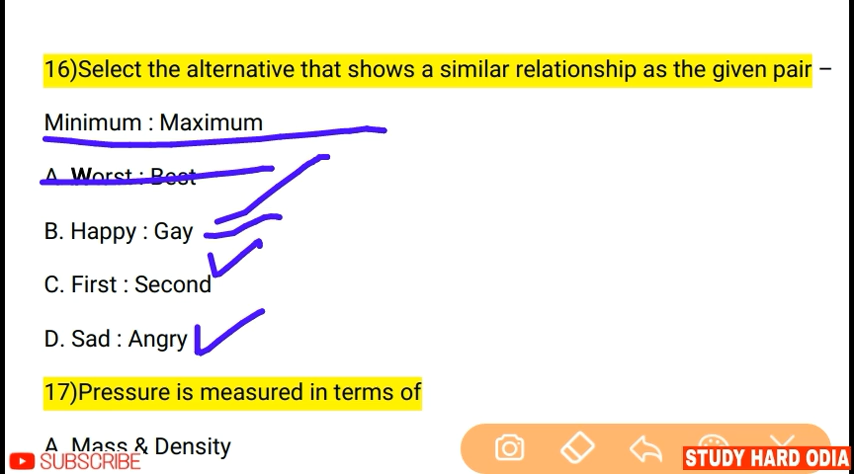 16)Select the alternative that shows a similar relationship as the given pair –
Minimum : Maximum
A. Worst : Best
B. Happy : Gay
C. First : Second
D. Sad : Angry
17)Pressure is measured in terms of
A. Mass & Density
SUBSCRIBE
STUDY HARD ODIA